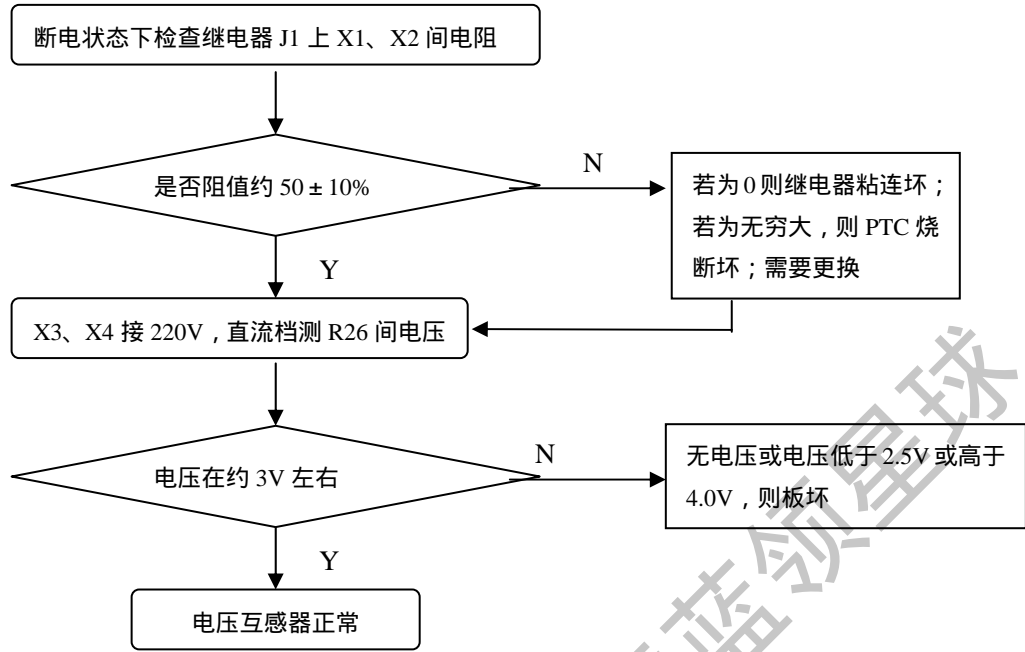 断电状态下检查继电器 J1 上 X1、X2 间电阻
是否阻值约 50 ± 10%
N
若为 0 则继电器粘连坏；
若为无穷大，则 PTC 烧
断坏；需要更换
Y
X3、X4 接 220V，直流档测 R26 间电压
电压在约 3V 左右
N
无电压或电压低于 2.5V 或高于
4.0V，则板坏
Y
电压互感器正常
蓝领星球